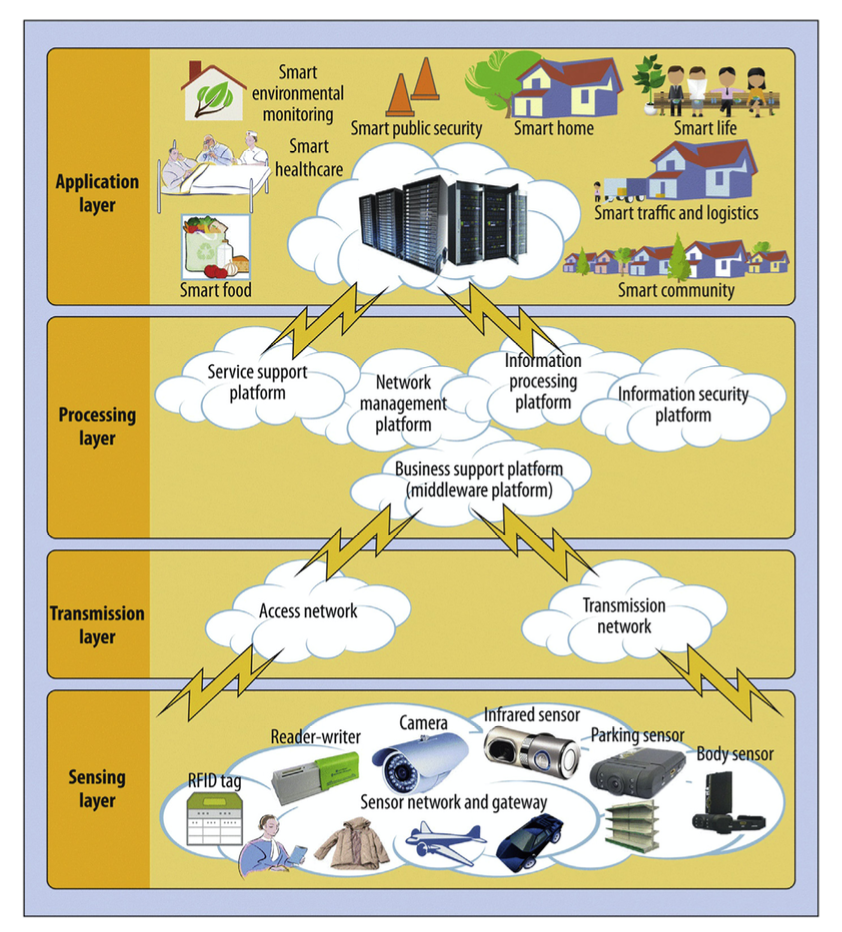 Application
layer
Smart
environmental
monitoring
Smart public security
Smart home
Smart life
Smart
healthcare
Smart traffic and logistics
Smart food
Smart community
Processing
layer
Service support
platform
Network
management
platform
Information
processing
platform
Information security
platform
Business support platform
(middleware platform)
Transmission
layer
Access network
Transmission
network
Sensing
layer
RFID tag
Reader-writer
Camera
Infrared sensor
Parking sensor
Body sensor
Sensor network and gateway